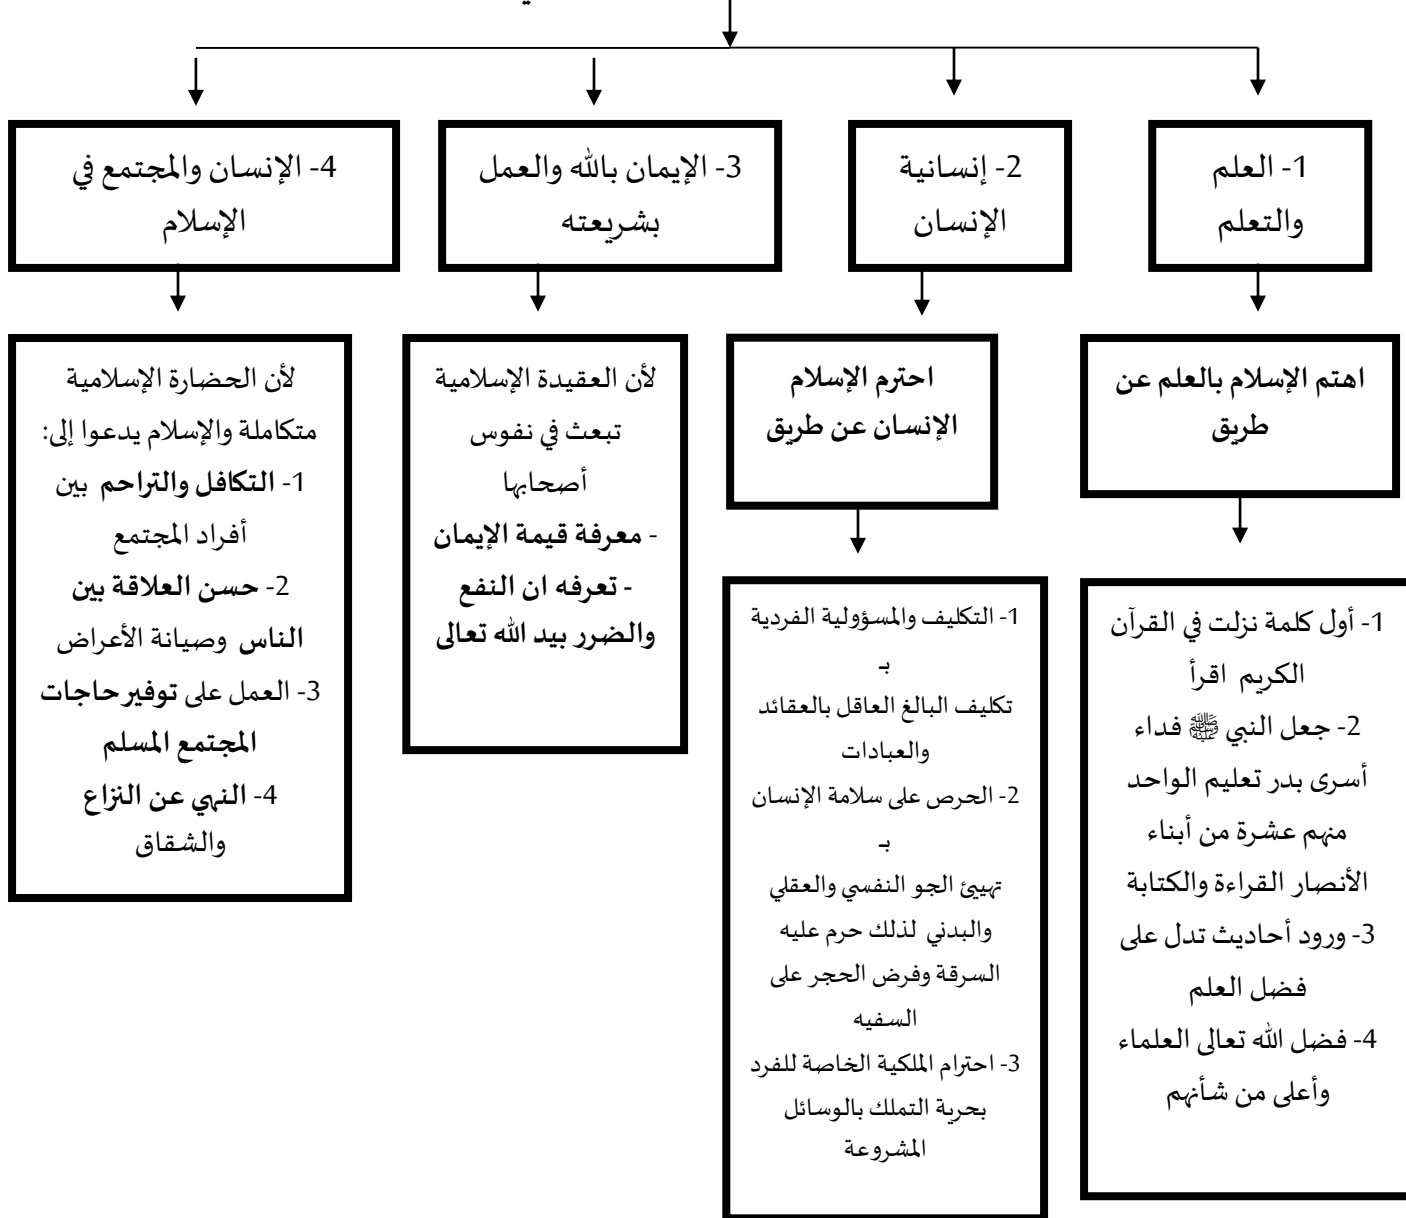 1- العلم
والتعلم
2- إنسانية
الإنسان
3- الإيمان بالله والعمل
بشريعته
4- الإنسان والمجتمع في
الإسلام
اهتم الإسلام بالعلم عن
طريق
احترم الإسلام
الإنسان عن طريق
لأن العقيدة الإسلامية
تبعث في نفوس
أصحابها
- معرفة قيمة الإيمان
- تعرفه ان النفع
والضرر بيد الله تعالى
لأن الحضارة الإسلامية
متكاملة والإسلام يدعوا إلى:
1- التكافل والتراحم بين
أفراد المجتمع
2- حسن العلاقة بين
الناس وصيانة الأعراض
3- العمل على توفير حاجات
المجتمع المسلم
4- النهي عن النزاع
والشقاق
1- أول كلمة نزلت في القرآن
الكريم اقرأ
2- جعل النبي ﷺ فداء
أسرى بدر تعليم الواحد
منهم عشرة من أبناء
الأنصار القراءة والكتابة
3- ورود أحاديث تدل على
فضل العلم
4- فضل الله تعالى العلماء
وأعلى من شأنهم
1- التكليف والمسؤولية الفردية
بـ
تكليف البالغ العاقل بالعقائد
والعبادات
2- الحرص على سلامة الإنسان
بـ
تهيئ الجو النفسي والعقلي
والبدني لذلك حرم عليه
السرقة وفرض الحجر على
السفيه
3- احترام الملكية الخاصة للفرد
بحرية التملك بالوسائل
المشروعة